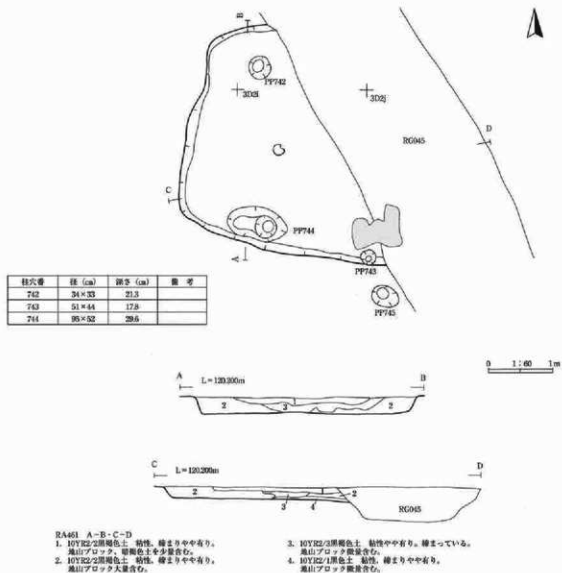 B
PP742
3D2i
3D2j
RG045
D
C
PP744
A
PP743
PP745
柱穴番 径(㎝) 深さ(㎝) 備 考
742 34×33 21.3
743 51×44 17.8
744 95×52 29.6
0 1:60 1m
A L=120.300m B
1
2 3 2
C L=120.200m D
2 1 2
3 4 RG045
RA461 A-B・C-D
1. 10YR2/2黒褐色土 粘性、締まりやや有り。
地山ブロック、暗褐色土を少量含む。
2. 10YR2/2黒褐色土 粘性、締まりやや有り。
地山ブロック大量含む。
3. 10YR2/3黒褐色土 粘性やや有り。締まっている。
地山ブロック微量含む。
4. 10YR2/1黒色土 粘性、締まりやや有り。
地山ブロック微量含む。